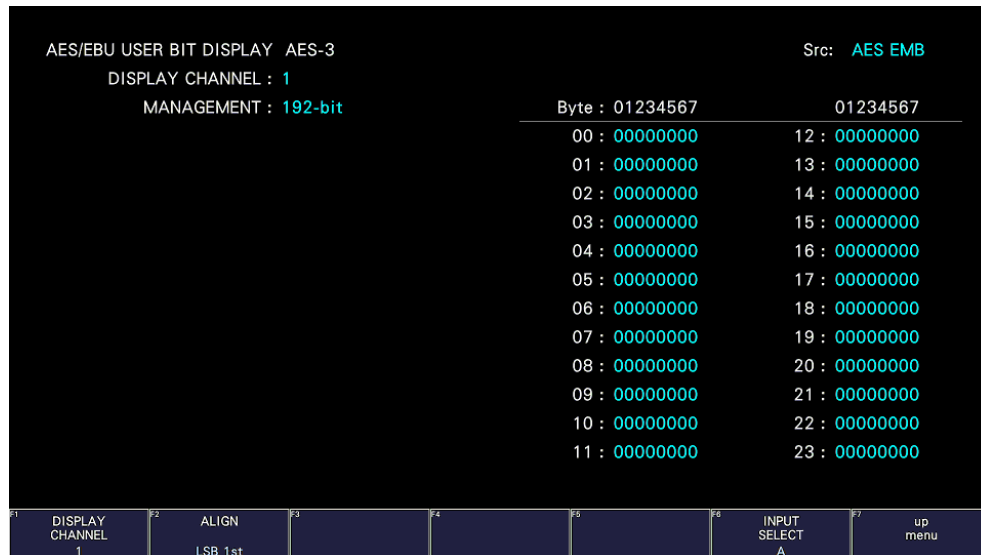 AES/EBU USER BIT DISPLAY AES-3 Src: AES EMB
DISPLAY CHANNEL : 1
MANAGEMENT : 192-bit Byte : 01234567 01234567
00 : 00000000 12 : 00000000
01 : 00000000 13 : 00000000
02 : 00000000 14 : 00000000
03 : 00000000 15 : 00000000
04 : 00000000 16 : 00000000
05 : 00000000 17 : 00000000
06 : 00000000 18 : 00000000
07 : 00000000 19 : 00000000
08 : 00000000 20 : 00000000
09 : 00000000 21 : 00000000
10 : 00000000 22 : 00000000
11 : 00000000 23 : 00000000
F1 DISPLAY CHANNEL 1
F2 ALIGN LSB 1st
F3
F4
F5
F6 INPUT SELECT A
F7 up menu